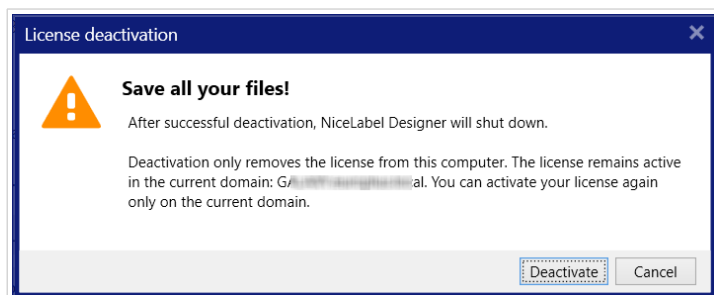 License deactivation
Save all your files!
After successful deactivation, NiceLabel Designer will shut down.
Deactivation only removes the license from this computer. The license remains active
in the current domain: G al. You can activate your license again
only on the current domain.
Deactivate Cancel